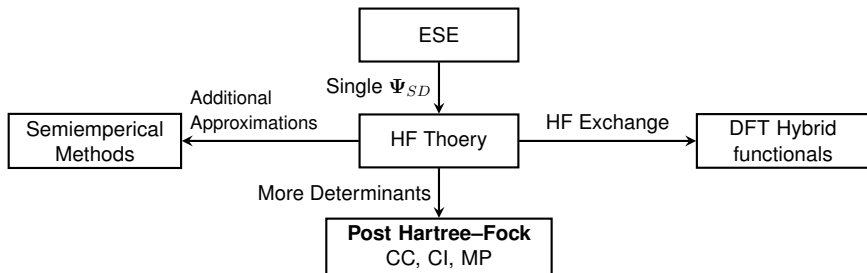 ESE
Single Ψ_SD
Additional
Approximations
Semiemperical
Methods
HF Thoery
HF Exchange
DFT Hybrid
functionals
More Determinants
Post Hartree–Fock
CC, CI, MP